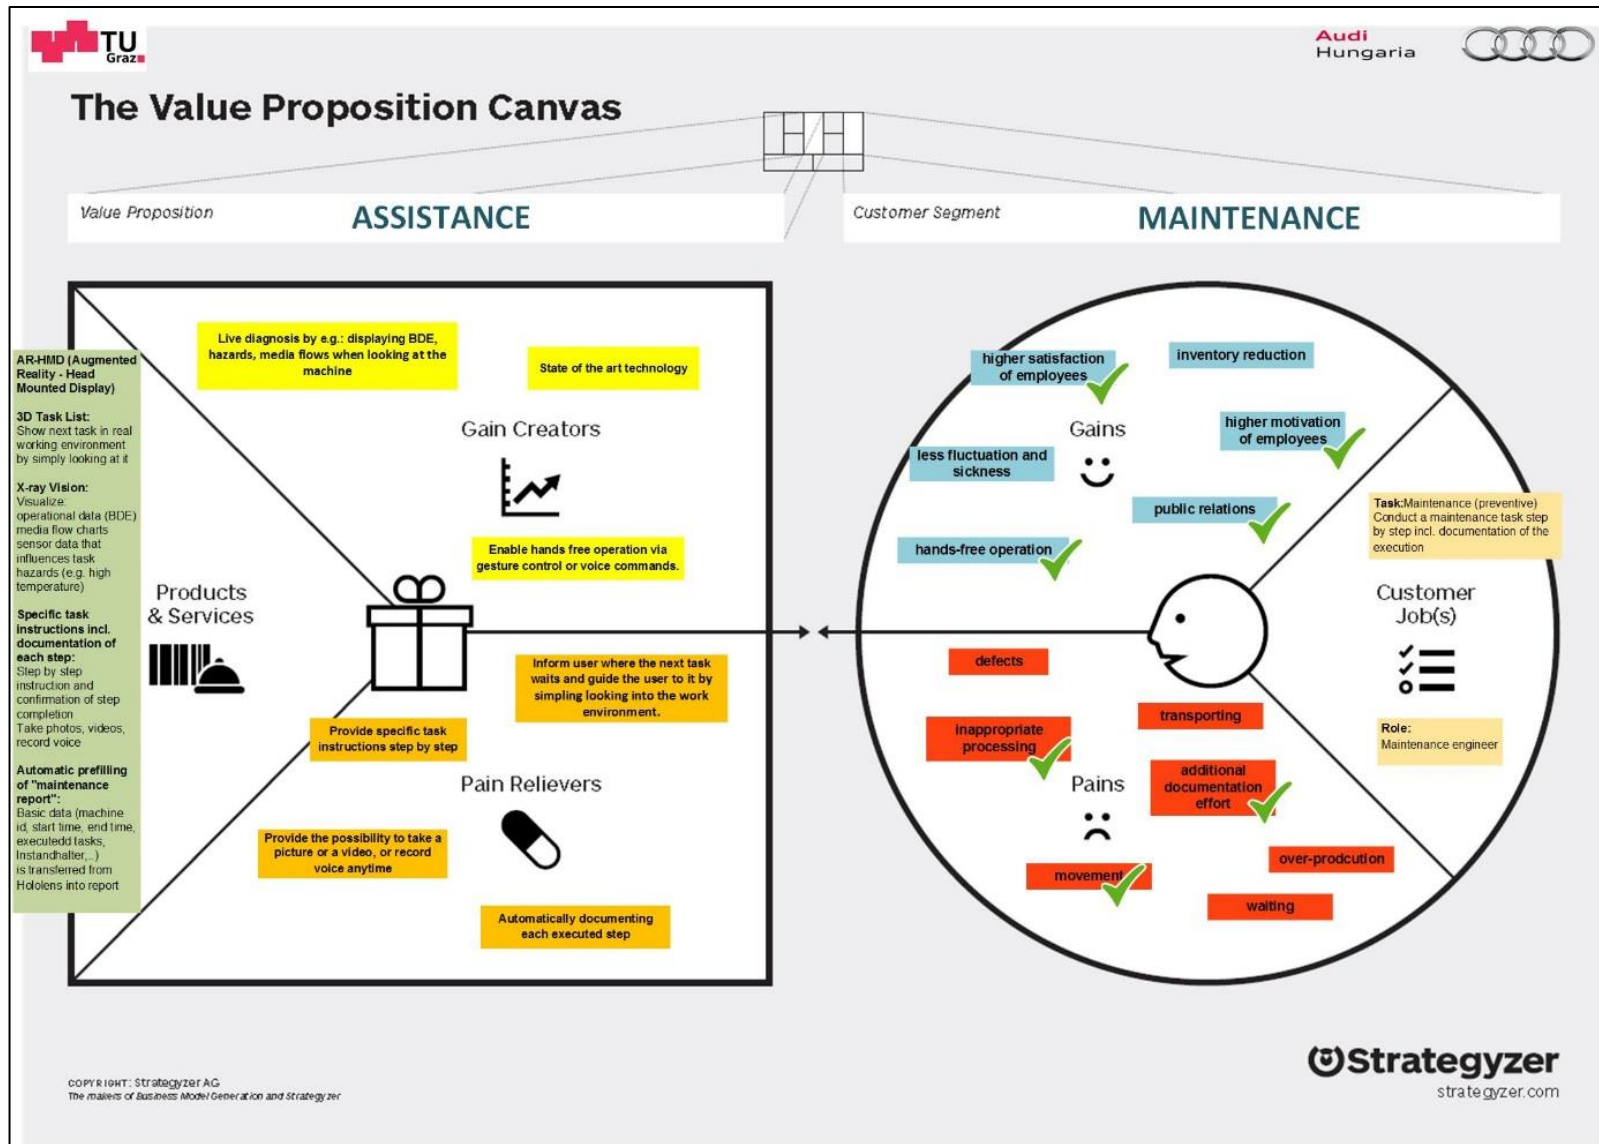 TU
Graz
Audi
Hungaria
The Value Proposition Canvas
Value Proposition
ASSISTANCE
Customer Segment
MAINTENANCE
AR-HMD (Augmented
Reality - Head
Mounted Display)
3D Task List:
Show next task in real
working environment
by simply looking at it
X-ray Vision:
Visualize:
operational data (BDE)
media flow charts
sensor data that
influences task
hazards (e.g. high
temperature)
Specific task
instructions incl.
documentation of
each step:
Step by step
instruction and
confirmation of step
completion
Take photos, videos,
record voice
Automatic prefilling
of "maintenance
report":
Basic data (machine
id, start time, end time,
executedd tasks,
Instandhalter,..)
is transferred from
Hololens into report
Products
& Services
Live diagnosis by e.g.: displaying BDE,
hazards, media flows when looking at the
machine
State of the art technology
Gain Creators
Enable hands free operation via
gesture control or voice commands.
Inform user where the next task
waits and guide the user to it by
simpling looking into the work
environment.
Provide specific task
instructions step by step
Pain Relievers
Provide the possibility to take a
picture or a video, or record
voice anytime
Automatically documenting
each executed step
higher satisfaction
of employees
inventory reduction
Gains
higher motivation
of employees
less fluctuation and
sickness
public relations
hands-free operation
defects
transporting
inappropriate
processing
Pains
additional
documentation
effort
over-prodcution
movement
waiting
Task:Maintenance (preventive)
Conduct a maintenance task step
by step incl. documentation of the
execution
Customer
Job(s)
Role:
Maintenance engineer
COPYRIGHT: Strategyzer AG
The makers of Business Model Generation and Strategyzer
Strategyzer
strategyzer.com